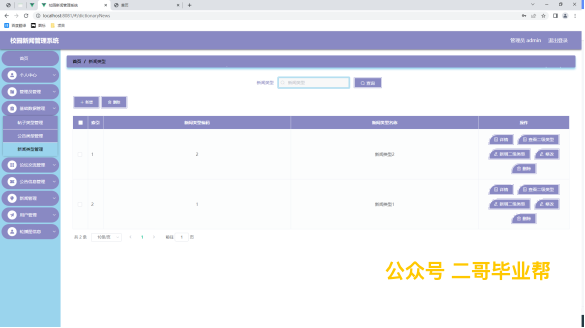 校园新闻管理系统
首页
localhost:8081/#/dictionaryNews
校园新闻管理系统
管理员 admin 退出登录
首页
首页 / 新闻类型
个人中心
管理员管理
基础数据管理
帖子类型管理
公告类型管理
新闻类型管理
论坛交流管理
公告信息管理
新闻管理
用户管理
轮播图信息
新闻类型 新闻类型 查询
+ 新增 删除
索引 新闻类型编码 新闻类型名称 操作
1 2 新闻类型2 详情 查看二级类型
新增二级类型 修改
删除
2 1 新闻类型1 详情 查看二级类型
新增二级类型 修改
删除
共 2 条 10条/页 < 1 > 前往 1 页
公众号 二哥毕业帮